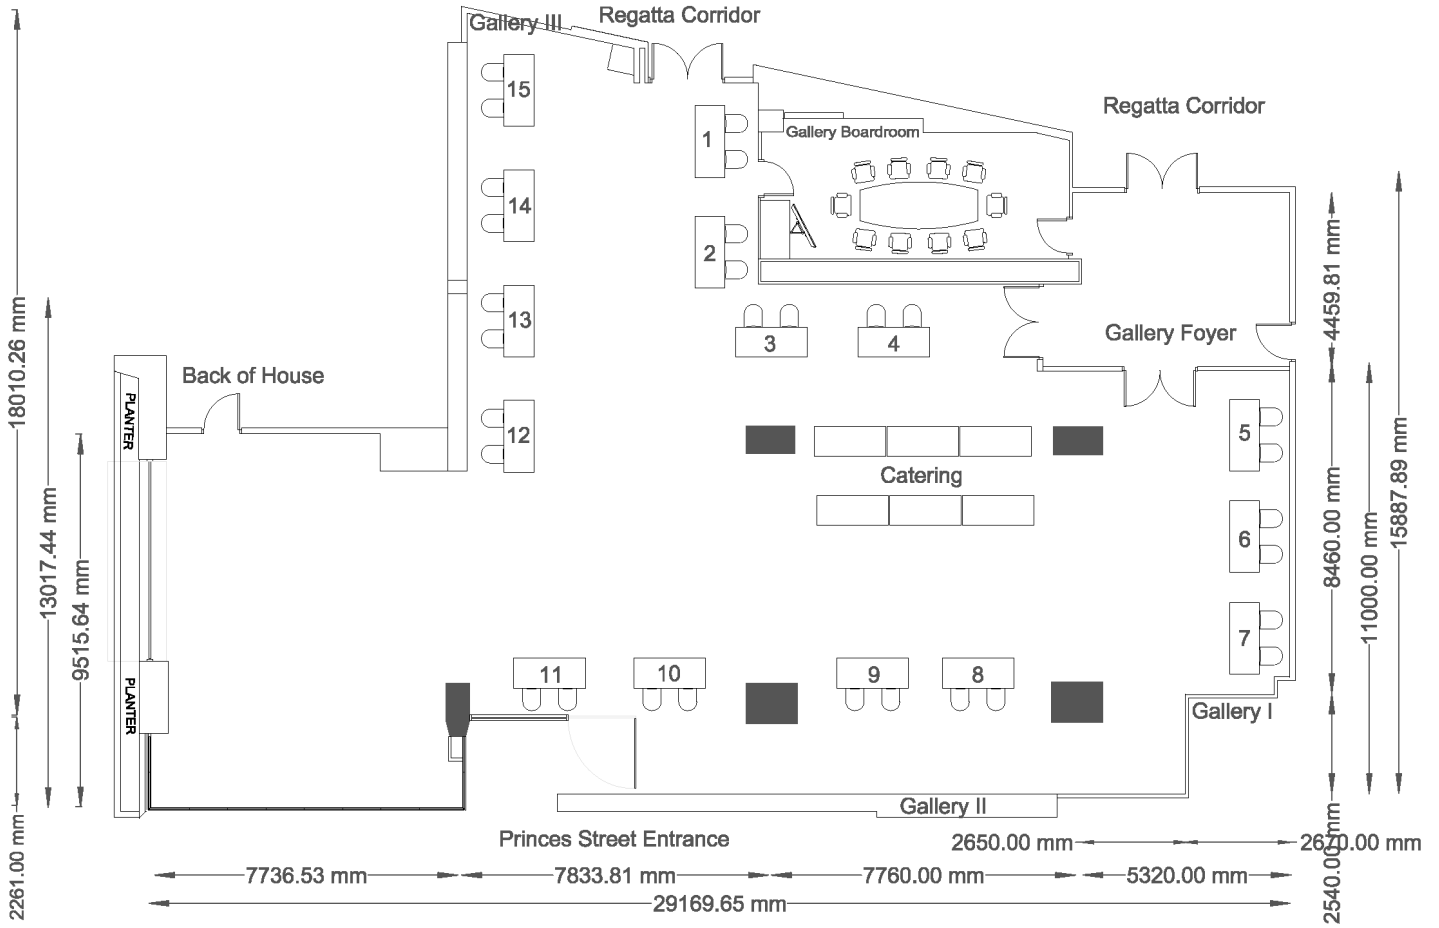 Gallery III
Regatta Corridor
15
1
Gallery Boardroom
Regatta Corridor
14
2
13
3
4
Gallery Foyer
4459.81 mm
18010.26 mm
Back of House
PLANTER
12
5
Catering
15887.89 mm
13017.44 mm
9515.64 mm
6
8460.00 mm
11000.00 mm
7
11
10
9
8
PLANTER
Gallery I
Gallery II
Princes Street Entrance
2650.00 mm
2670.00 mm
2261.00 mm
7736.53 mm
7833.81 mm
7760.00 mm
5320.00 mm
2540.00 mm
29169.65 mm